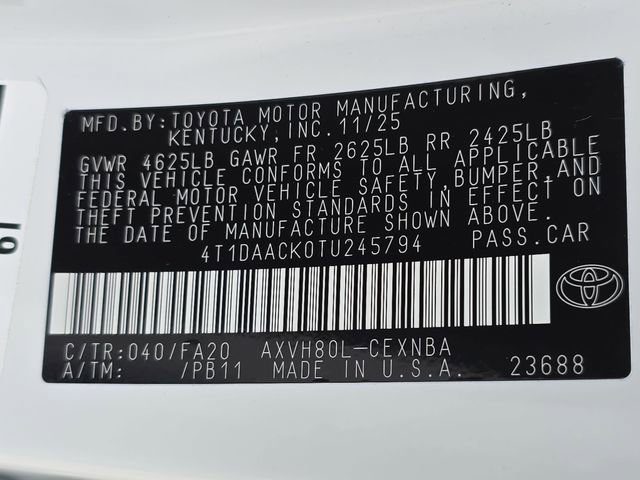 MFD.BY:TOYOTA MOTOR MANUFACTURING,
KENTUCKY,INC.11/25
GVWR 4625LB GAWR FR 2625LB RR 2425LB
THIS VEHICLE CONFORMS TO ALL APPLICABLE
FEDERAL MOTOR VEHICLE SAFETY,BUMPER,AND
THEFT PREVENTION STANDARDS IN EFFECT ON
THE DATE OF MANUFACTURE SHOWN ABOVE.
4T1DAACK0TU245794 PASS.CAR
C/TR:040/FA20 AXVH80L-CEXNBA
A/TM: /PB11 MADE IN U.S.A. 23688